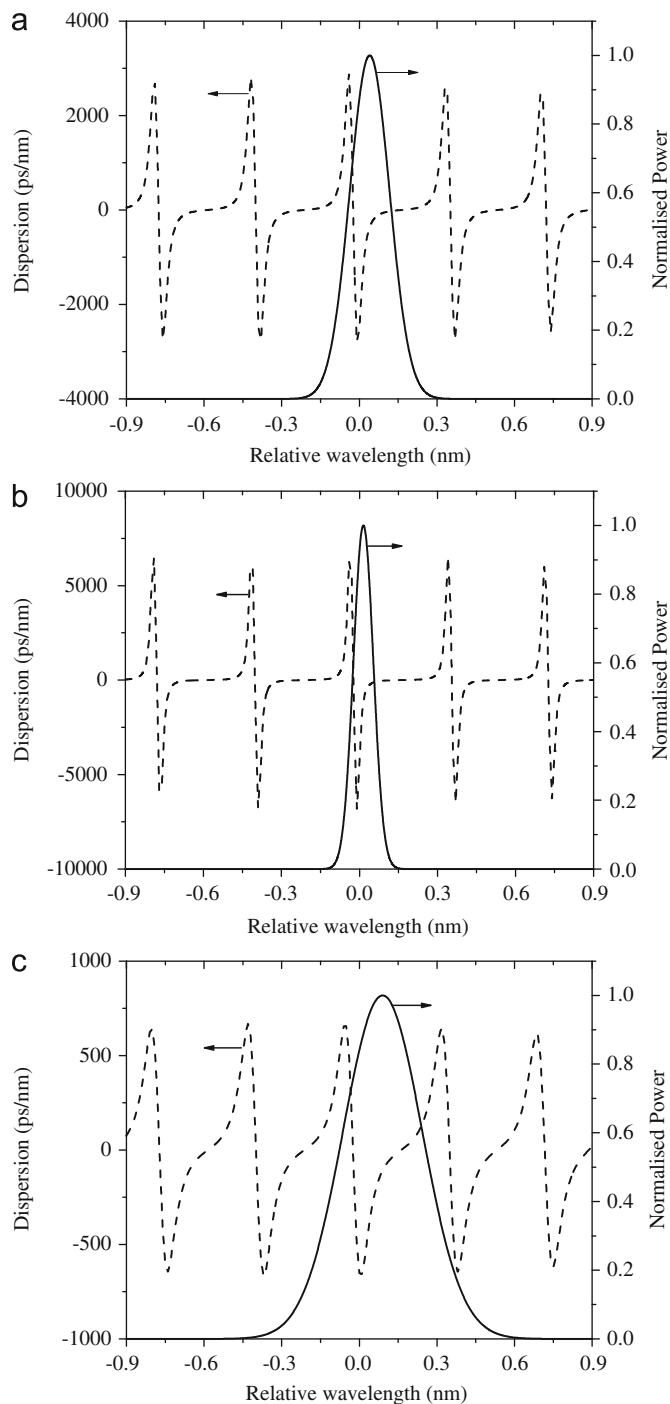 a
4000
2000
0
-2000
-4000
Dispersion (ps/nm)
1.0
0.8
0.6
0.4
0.2
0.0
Normalised Power
-0.9 -0.6 -0.3 0.0 0.3 0.6 0.9
Relative wavelength (nm)
b
10000
5000
0
-5000
-10000
Dispersion (ps/nm)
1.0
0.8
0.6
0.4
0.2
0.0
Normalised Power
-0.9 -0.6 -0.3 0.0 0.3 0.6 0.9
Relative wavelength (nm)
c
1000
500
0
-500
-1000
Dispersion (ps/nm)
1.0
0.8
0.6
0.4
0.2
0.0
Normalised Power
-0.9 -0.6 -0.3 0.0 0.3 0.6 0.9
Relative wavelength (nm)